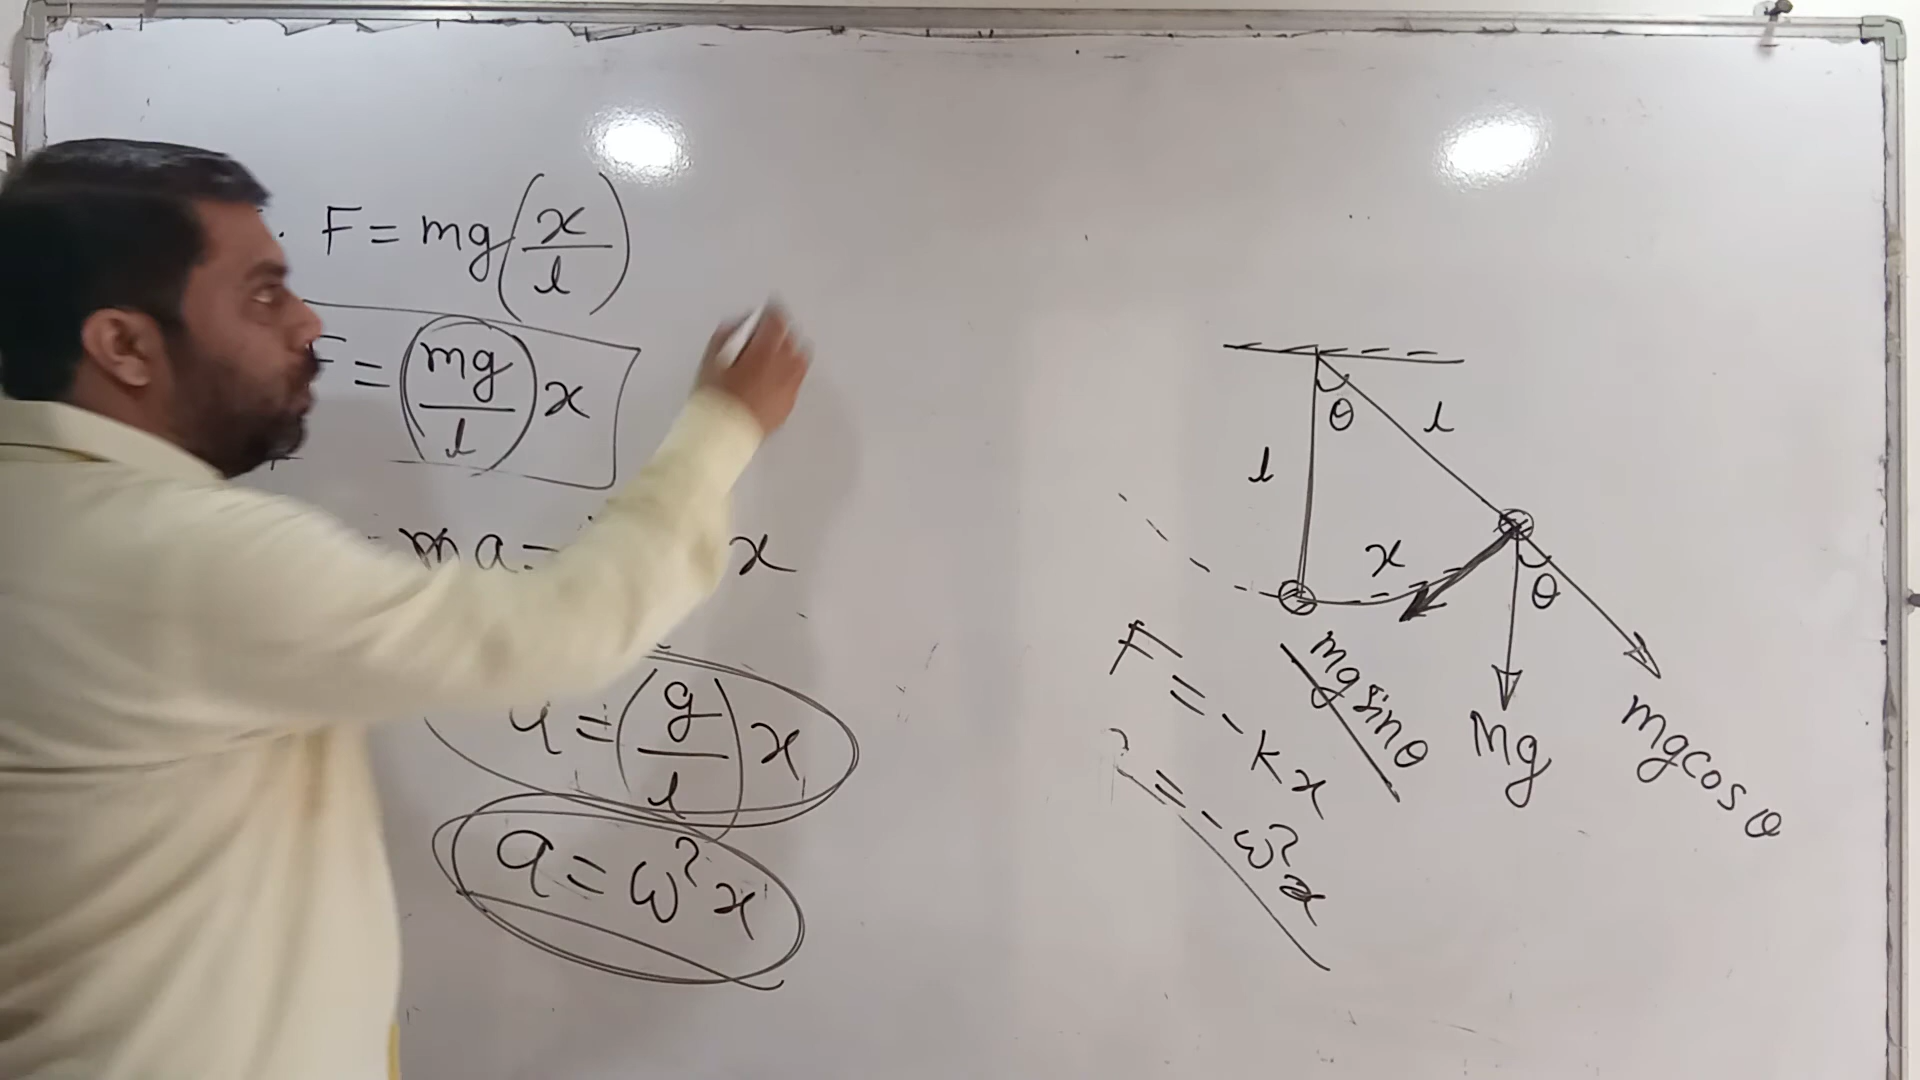 F = mg(x/l)
F = (mg/l) x
ma = x
a = (g/l) x
a = ω²x
θ
l
l
x
θ
mg sinθ
Mg
mg cos θ
F = -Kx
= -ω²x